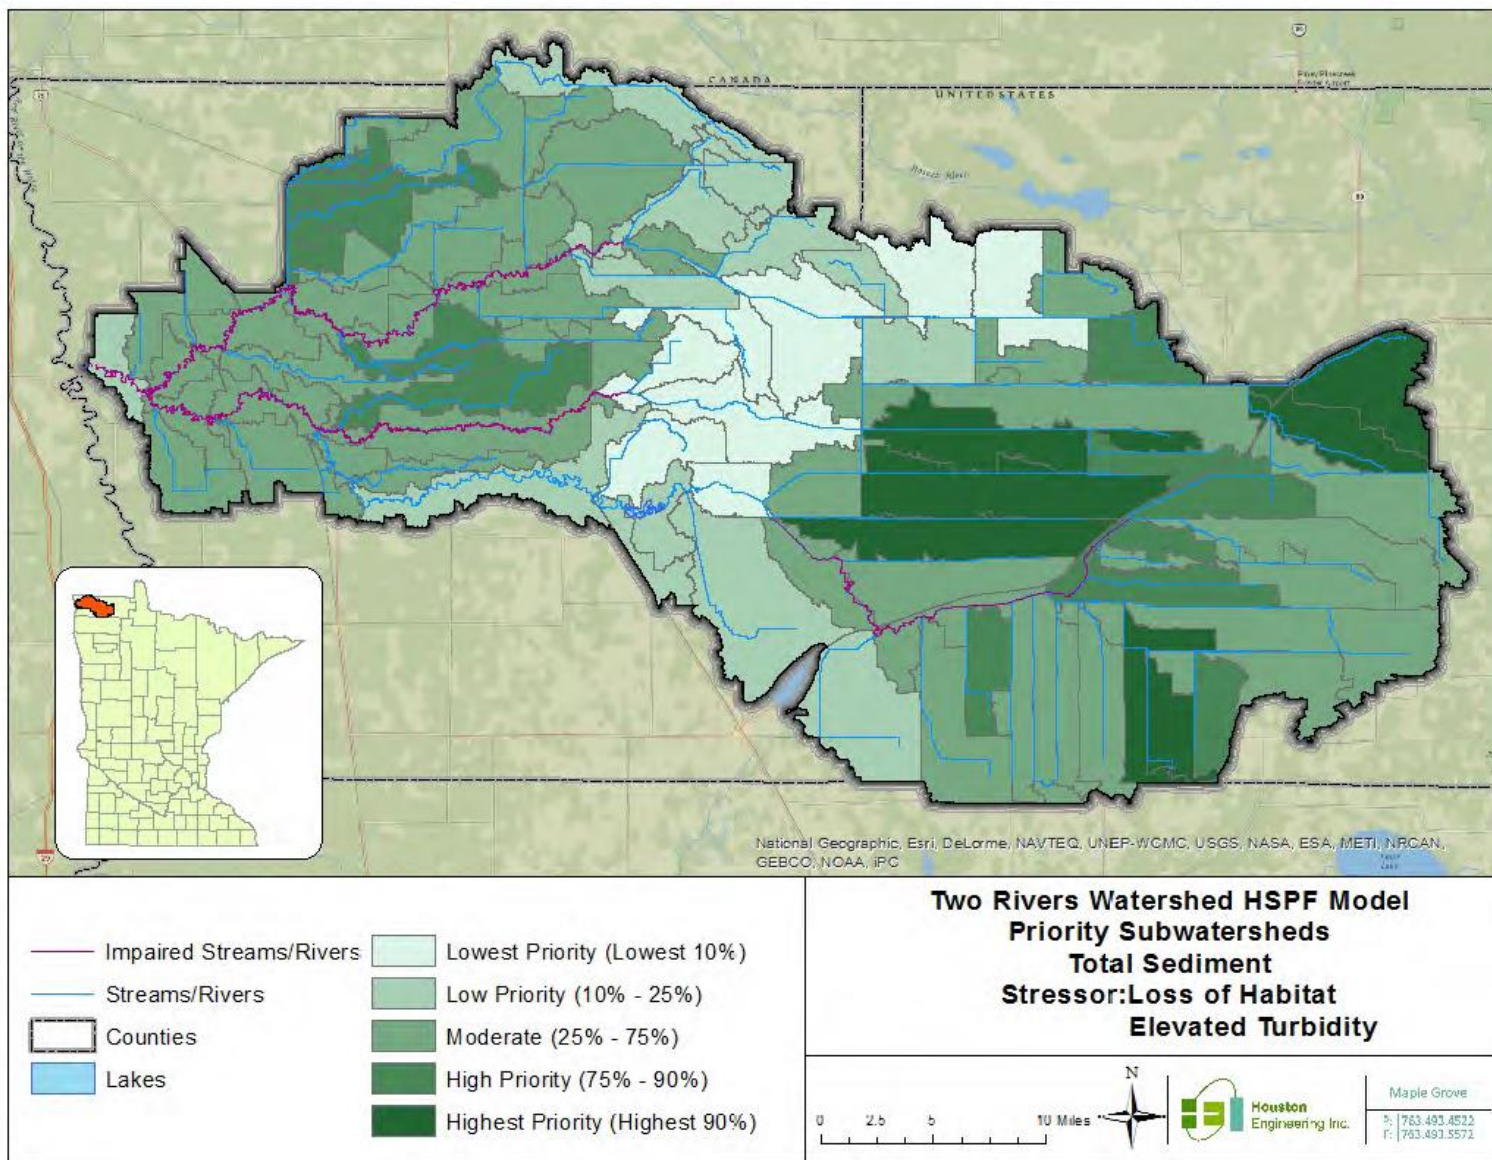 CANADA
UNITED STATES
Roseau River
89
29
National Geographic, Esri, DeLorme, NAVTEQ, UNEP-WCMC, USGS, NASA, ESA, METI, NRCAN,
GEBCO, NOAA, iPC
Impaired Streams/Rivers
Streams/Rivers
Counties
Lakes
Lowest Priority (Lowest 10%)
Low Priority (10% - 25%)
Moderate (25% - 75%)
High Priority (75% - 90%)
Highest Priority (Highest 90%)
Two Rivers Watershed HSPF Model
Priority Subwatersheds
Total Sediment
Stressor:Loss of Habitat
Elevated Turbidity
0 2.5 5 10 Miles
N
Houston
Engineering Inc.
Maple Grove
P: 763.493.4522
F: 763.493.5572